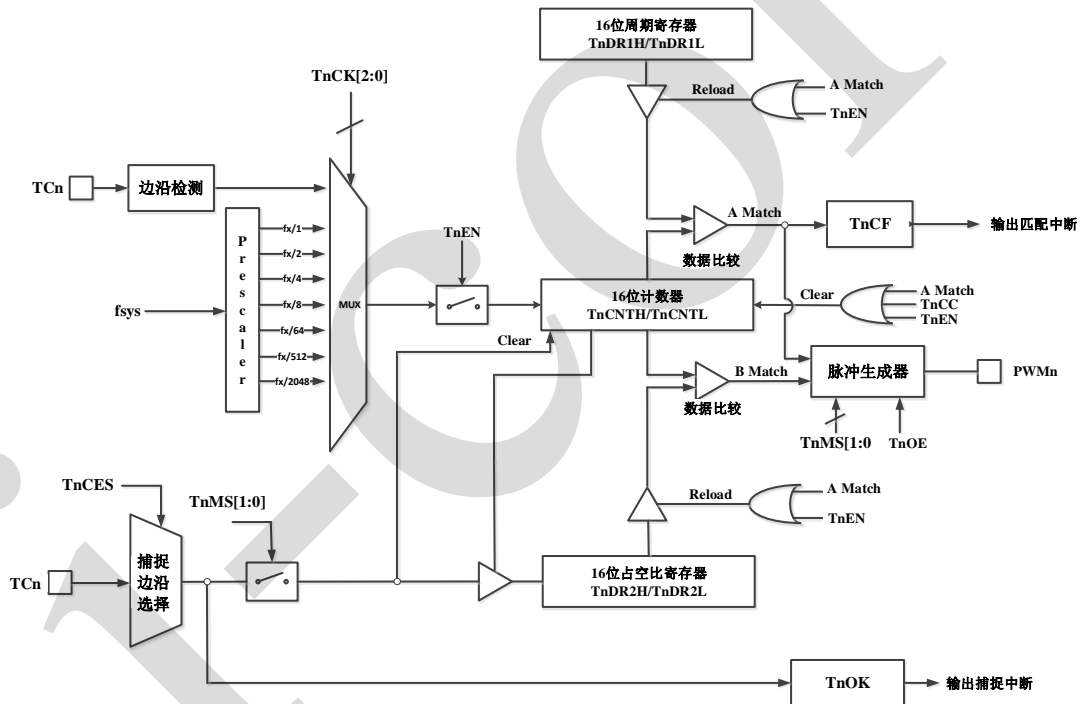 16位周期寄存器
TnDR1H/TnDR1L
TnCK[2:0]
Reload
A Match
TnEN
TCn
边沿检测
Prescaler
fx/1
fx/2
fx/4
fx/8
fx/64
fx/512
fx/2048
fsys
MUX
TnEN
A Match
数据比较
TnCF
输出匹配中断
16位计数器
TnCNTH/TnCNTL
Clear
A Match
TnCC
TnEN
Clear
B Match
数据比较
脉冲生成器
PWMn
TnMS[1:0
TnOE
TnCES
TnMS[1:0]
Reload
A Match
TnEN
TCn
捕捉
边沿
选择
16位占空比寄存器
TnDR2H/TnDR2L
TnOK
输出捕捉中断